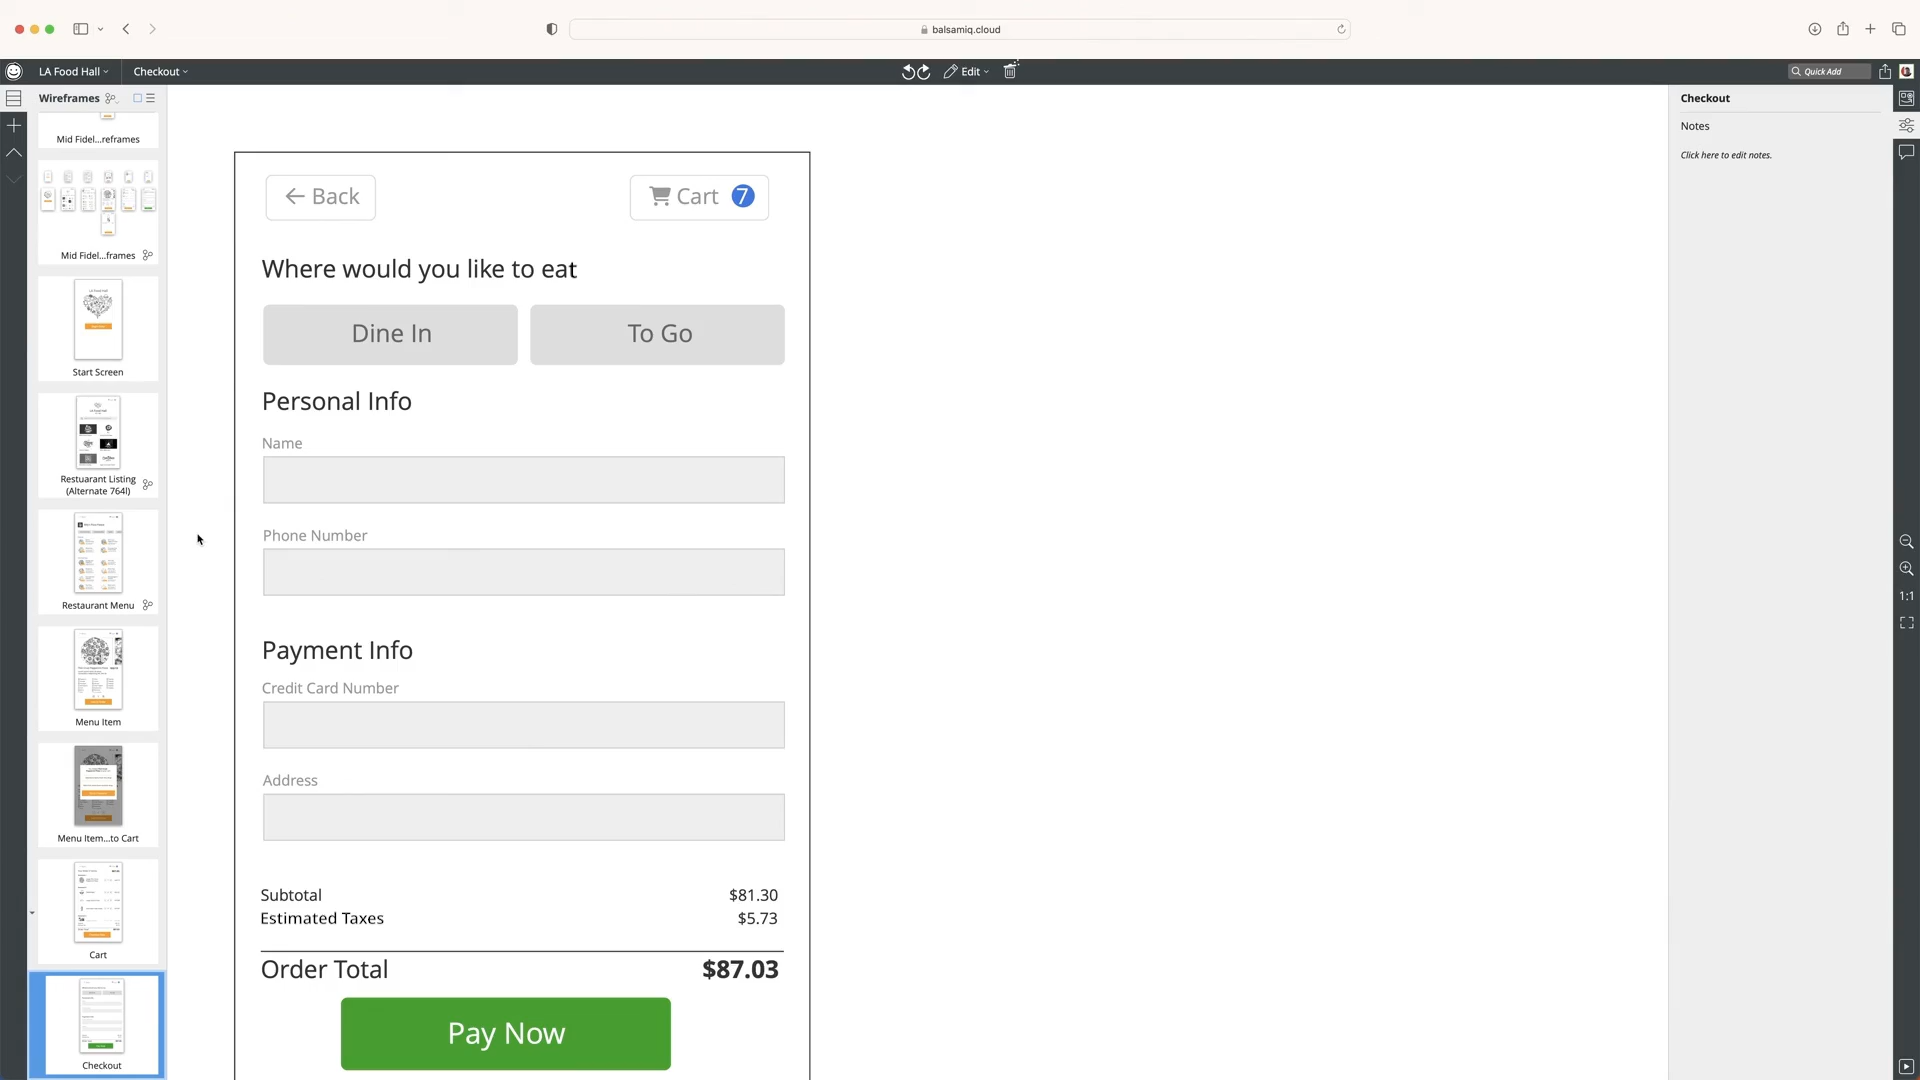 balsamiq.cloud
LA Food Hall
Checkout
Edit
Quick Add
Wireframes
Mid Fidel...reframes
Mid Fidel...frames
Start Screen
Restuarant Listing
(Alternate 764l)
Restaurant Menu
Menu Item
Menu Item...to Cart
Cart
Checkout
Back
Cart 7
Where would you like to eat
Dine In
To Go
Personal Info
Name
Phone Number
Payment Info
Credit Card Number
Address
Subtotal $81.30
Estimated Taxes $5.73
Order Total $87.03
Pay Now
Checkout
Notes
Click here to edit notes.
1:1